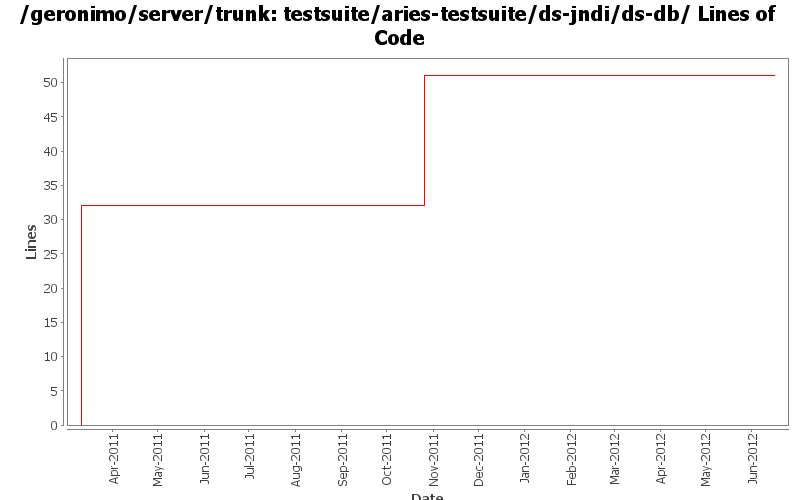 /geronimo/server/trunk: testsuite/aries-testsuite/ds-jndi/ds-db/ Lines of
Code
50
45
40
35
30
25
20
15
10
5
0
Lines
Apr-2011
May-2011
Jun-2011
Jul-2011
Aug-2011
Sep-2011
Oct-2011
Nov-2011
Dec-2011
Jan-2012
Feb-2012
Mar-2012
Apr-2012
May-2012
Jun-2012
Date